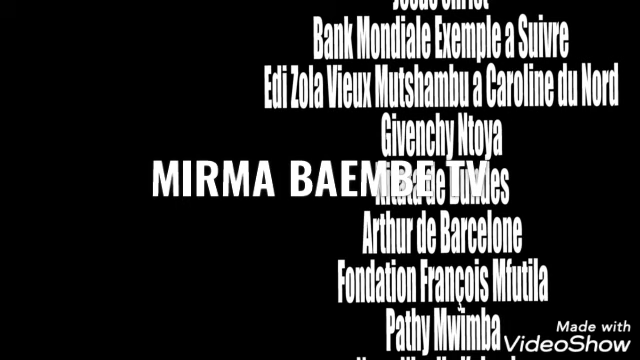 Bank Mondiale Exemple a Suivre
Edi Zola Vieux Mutshambu a Caroline du Nord
Givenchy Ntoya
MIRMA BAEMBE TV
de
Arthur de Barcelone
Fondation François Mfutila
Pathy Mwimba
Made with
VideoShow